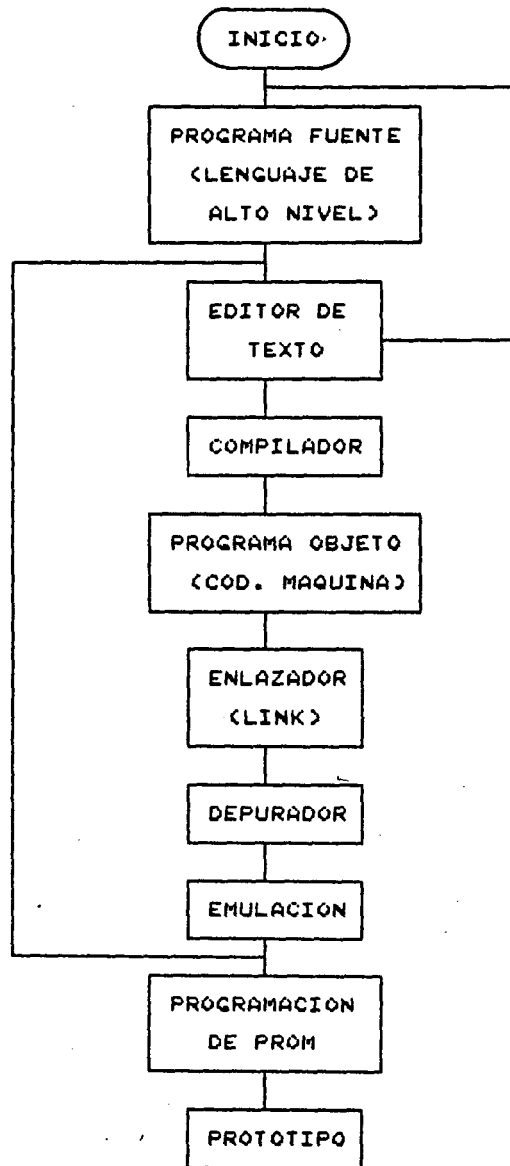 INICIO
PROGRAMA FUENTE
(LENGUAJE DE
ALTO NIVEL)
EDITOR DE
TEXTO
COMPILADOR
PROGRAMA OBJETO
(COD. MAQUINA)
ENLAZADOR
(LINK)
DEPURADOR
EMULACION
PROGRAMACION
DE PROM
PROTOTIPO